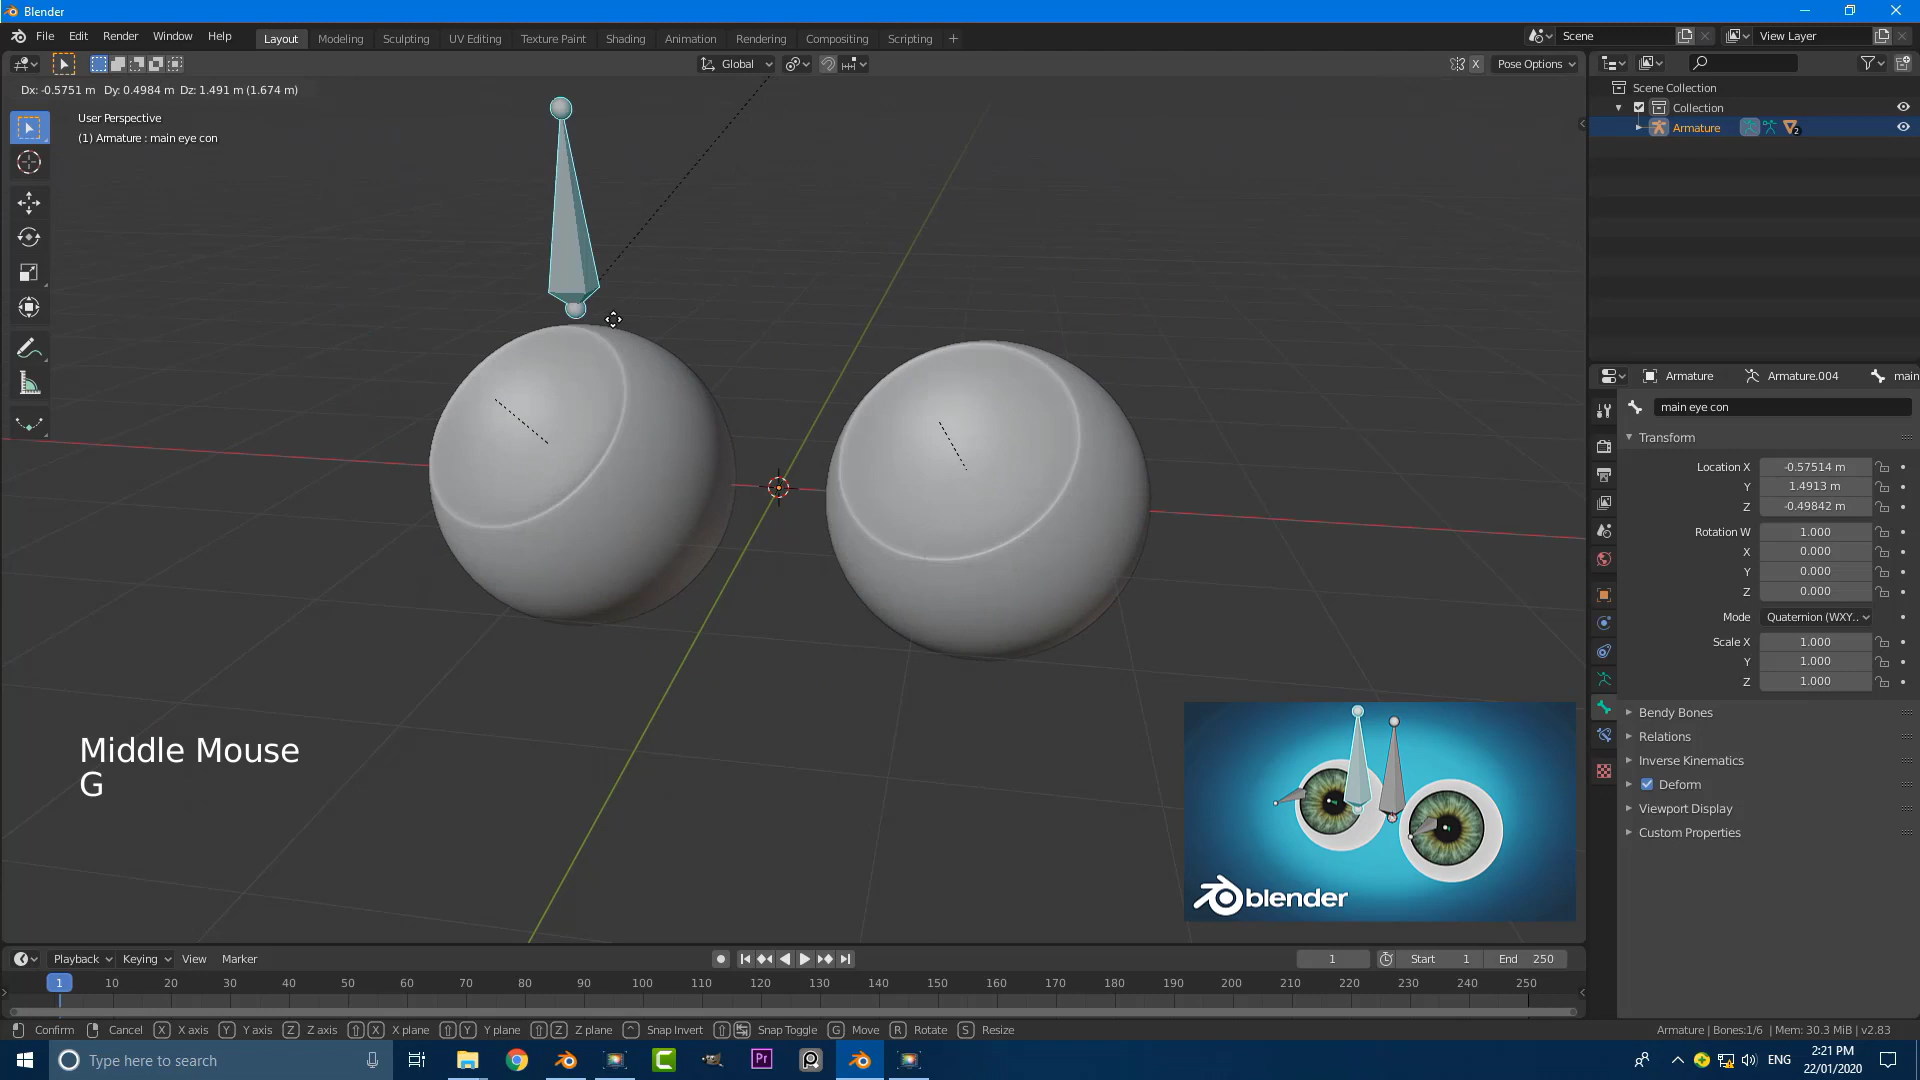 Blender
File Edit Render Window Help
Layout Modeling Sculpting UV Editing Texture Paint Shading Animation Rendering Compositing Scripting
Scene
View Layer
Global
X
Pose Options
Dx: -0.5751 m Dy: 0.4984 m Dz: 1.491 m (1.674 m)
User Perspective
(1) Armature : main eye con
Scene Collection
Collection
Armature
2
Armature Armature.004 main
main eye con
Transform
Location X -0.57514 m
Y 1.4913 m
Z -0.49842 m
Rotation W 1.000
X 0.000
Y 0.000
Z 0.000
Mode Quaternion (WXY..
Scale X 1.000
Y 1.000
Z 1.000
Bendy Bones
Relations
Inverse Kinematics
Deform
Viewport Display
Custom Properties
Middle Mouse
G
blender
Playback Keying View Marker
1 Start 1 End 250
1 10 20 30 40 50 60 70 80 90 100 110 120 130 140 150 160 170 180 190 200 210 220 230 240 250
Confirm Cancel X X axis Y Y axis Z Z axis X X plane Y Y plane Z Z plane Snap Invert Snap Toggle G Move R Rotate S Resize
Armature | Bones:1/6 | Mem: 30.3 MiB | v2.83
Type here to search
Pr
ENG
2:21 PM
22/01/2020